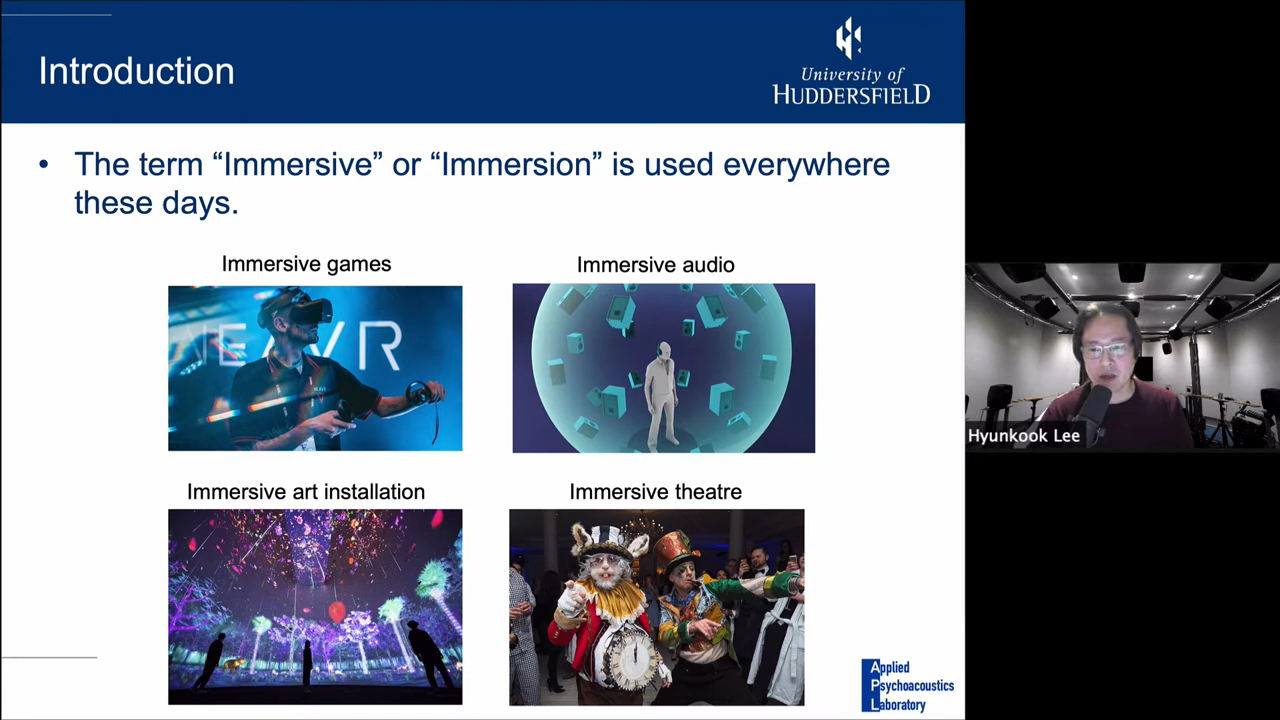 Introduction
University of
HUDDERSFIELD
• The term “Immersive” or “Immersion” is used everywhere
these days.
Immersive games
Immersive audio
NEAVR
Immersive art installation
Immersive theatre
Hyunkook Lee
Applied
Psychoacoustics
Laboratory